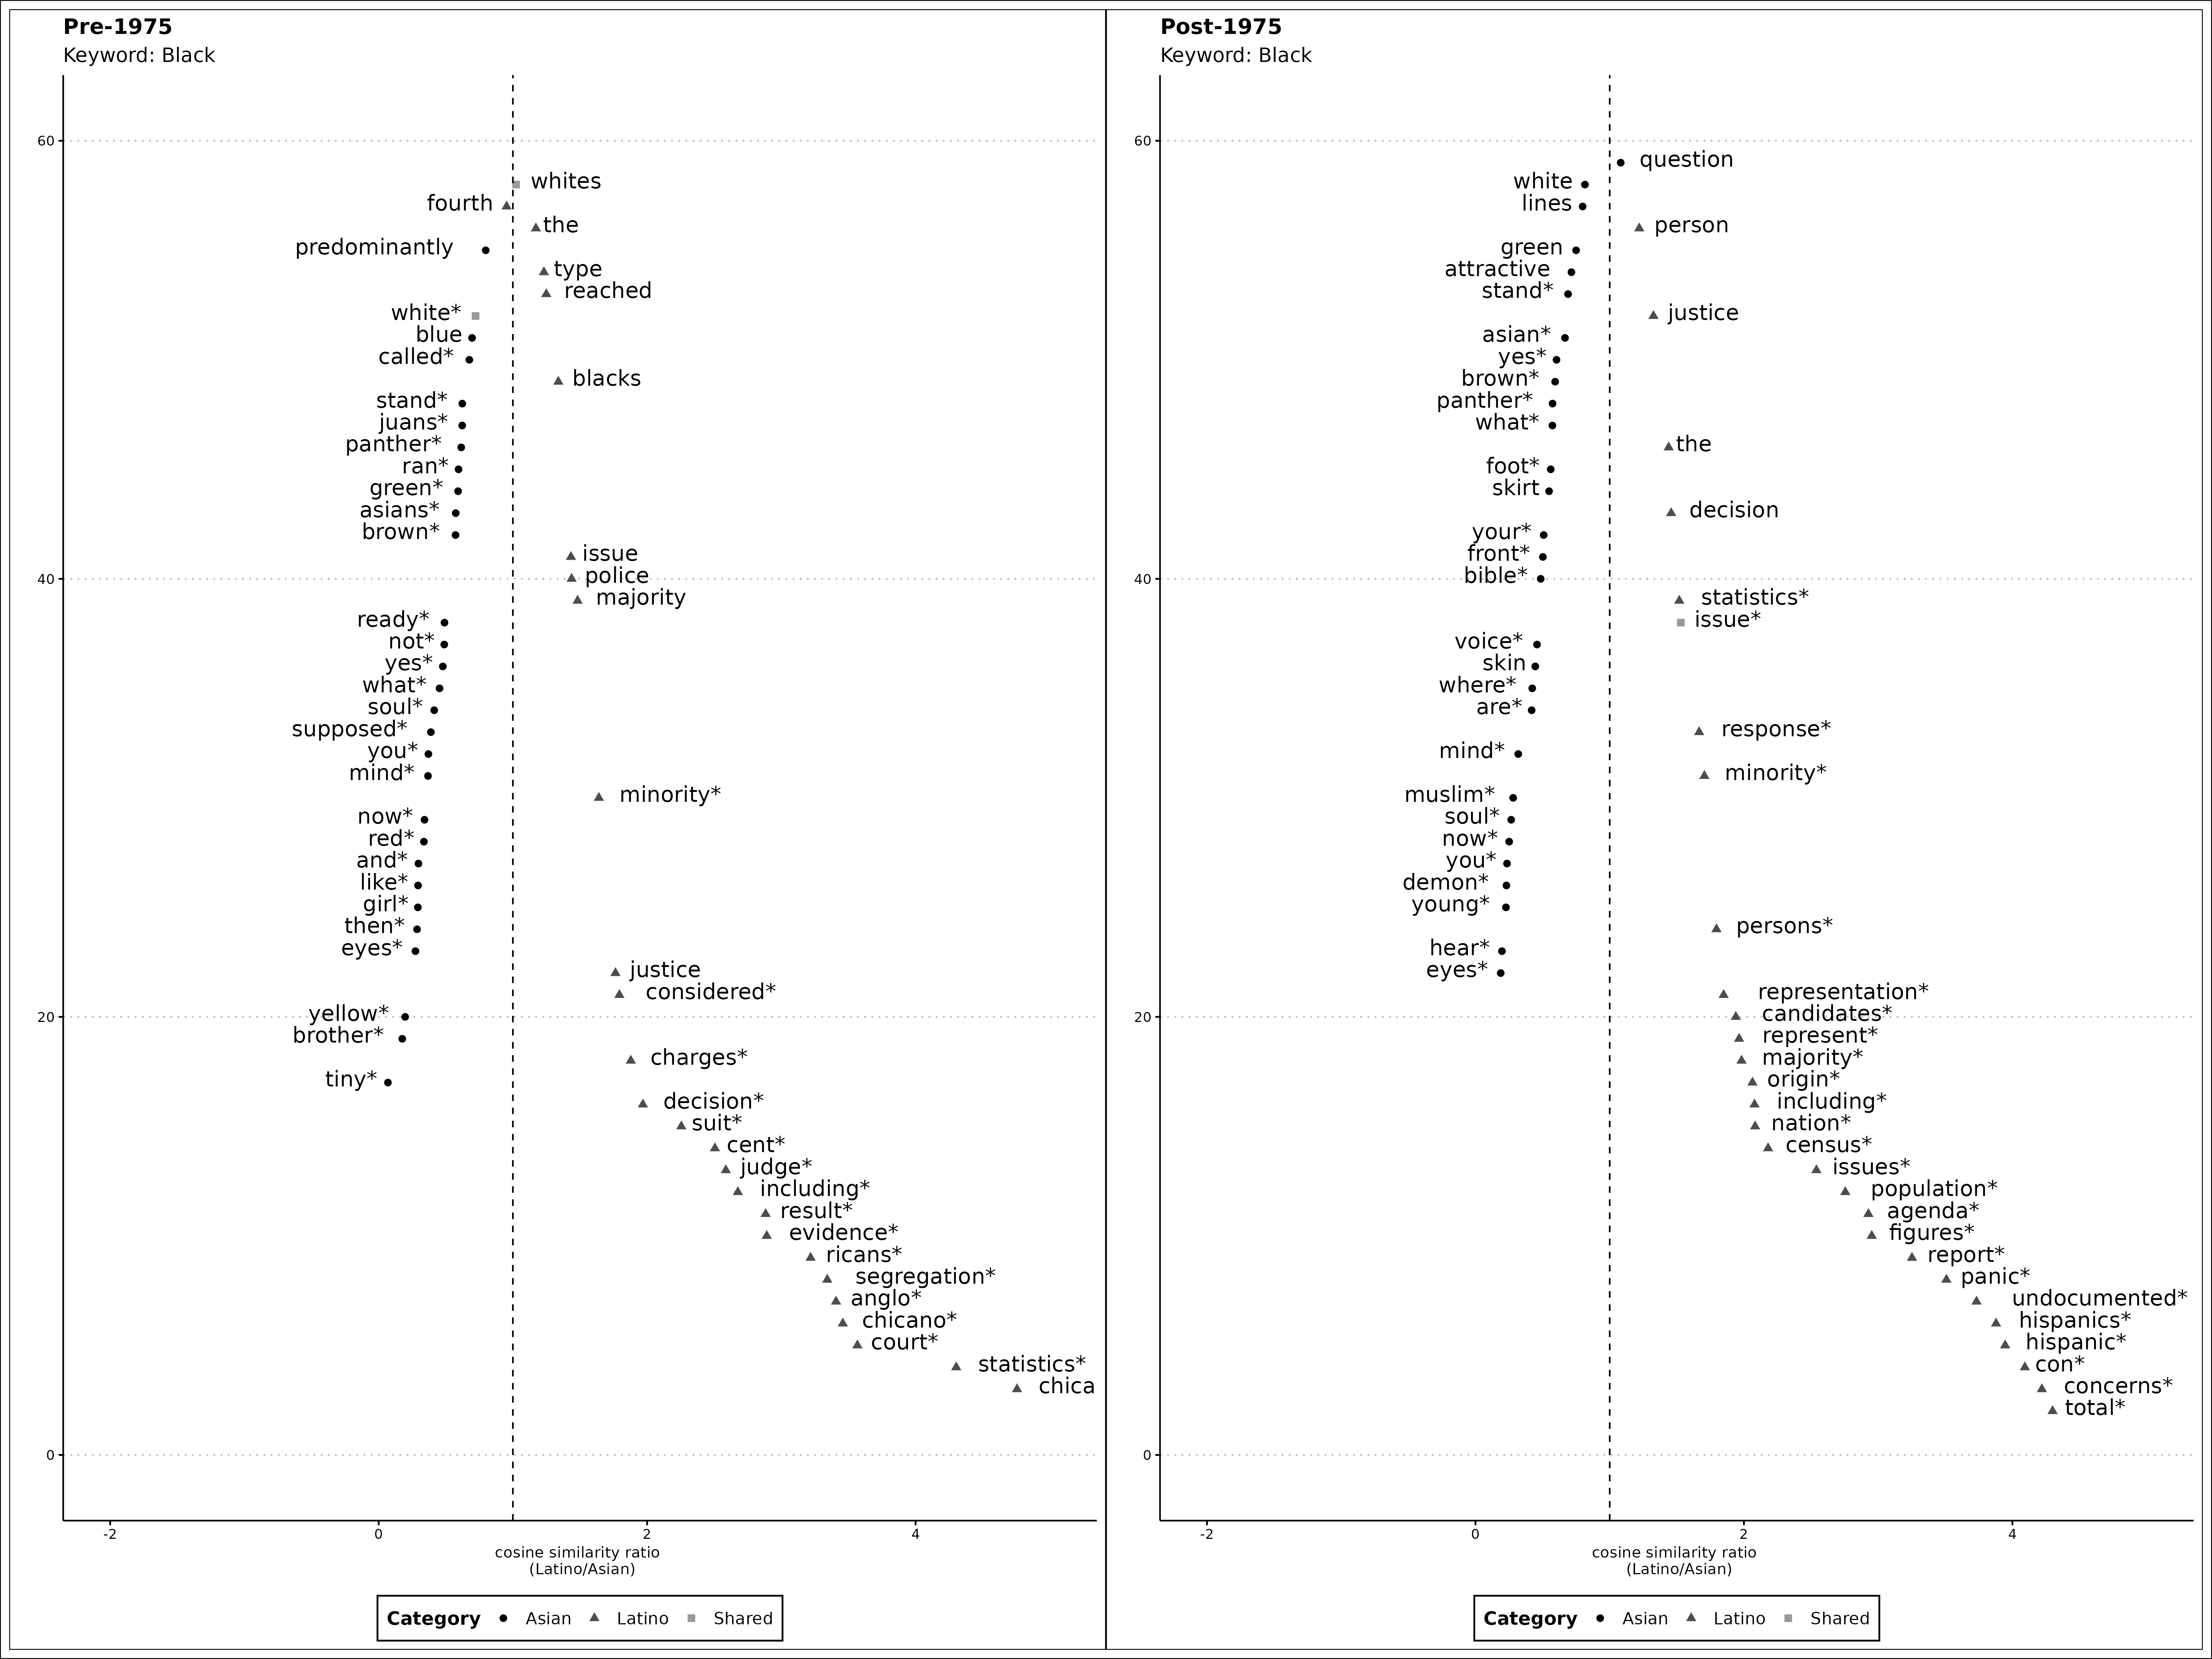 Pre-1975
Keyword: Black
60
40
20
0
whites
fourth
the
predominantly
type
reached
white*
blue
called*
blacks
stand*
juans*
panther*
ran*
green*
asians*
brown*
issue
police
majority
ready*
not*
yes*
what*
soul*
supposed*
you*
mind*
minority*
now*
red*
and*
like*
girl*
then*
eyes*
justice
considered*
yellow*
brother*
charges*
tiny*
decision*
suit*
cent*
judge*
including*
result*
evidence*
ricans*
segregation*
anglo*
chicano*
court*
statistics*
chica
-2 0 2 4
cosine similarity ratio
(Latino/Asian)
Category Asian Latino Shared
Post-1975
Keyword: Black
60
40
20
0
question
white
lines
person
green
attractive
stand*
justice
asian*
yes*
brown*
panther*
what*
the
foot*
skirt
decision
your*
front*
bible*
statistics*
issue*
voice*
skin
where*
are*
response*
mind*
minority*
muslim*
soul*
now*
you*
demon*
young*
persons*
hear*
eyes*
representation*
candidates*
represent*
majority*
origin*
including*
nation*
census*
issues*
population*
agenda*
figures*
report*
panic*
undocumented*
hispanics*
hispanic*
con*
concerns*
total*
-2 0 2 4
cosine similarity ratio
(Latino/Asian)
Category Asian Latino Shared